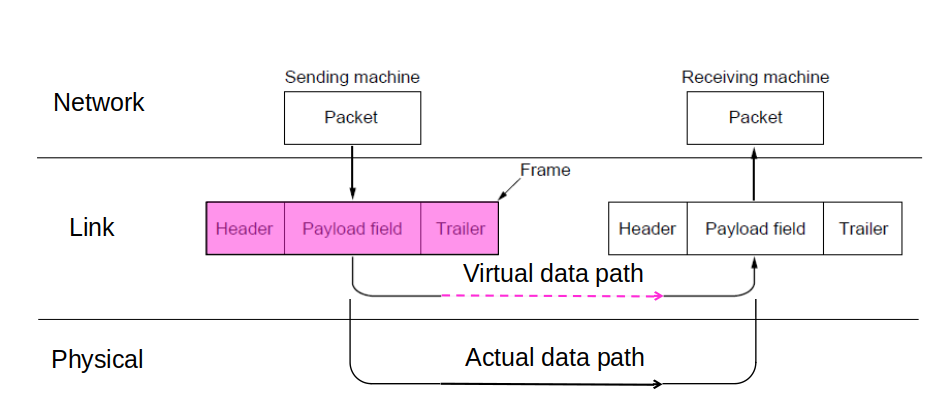 Sending machine
Receiving machine
Network
Packet
Packet
Frame
Link
Header
Payload field
Trailer
Header
Payload field
Trailer
Virtual data path
Physical
Actual data path